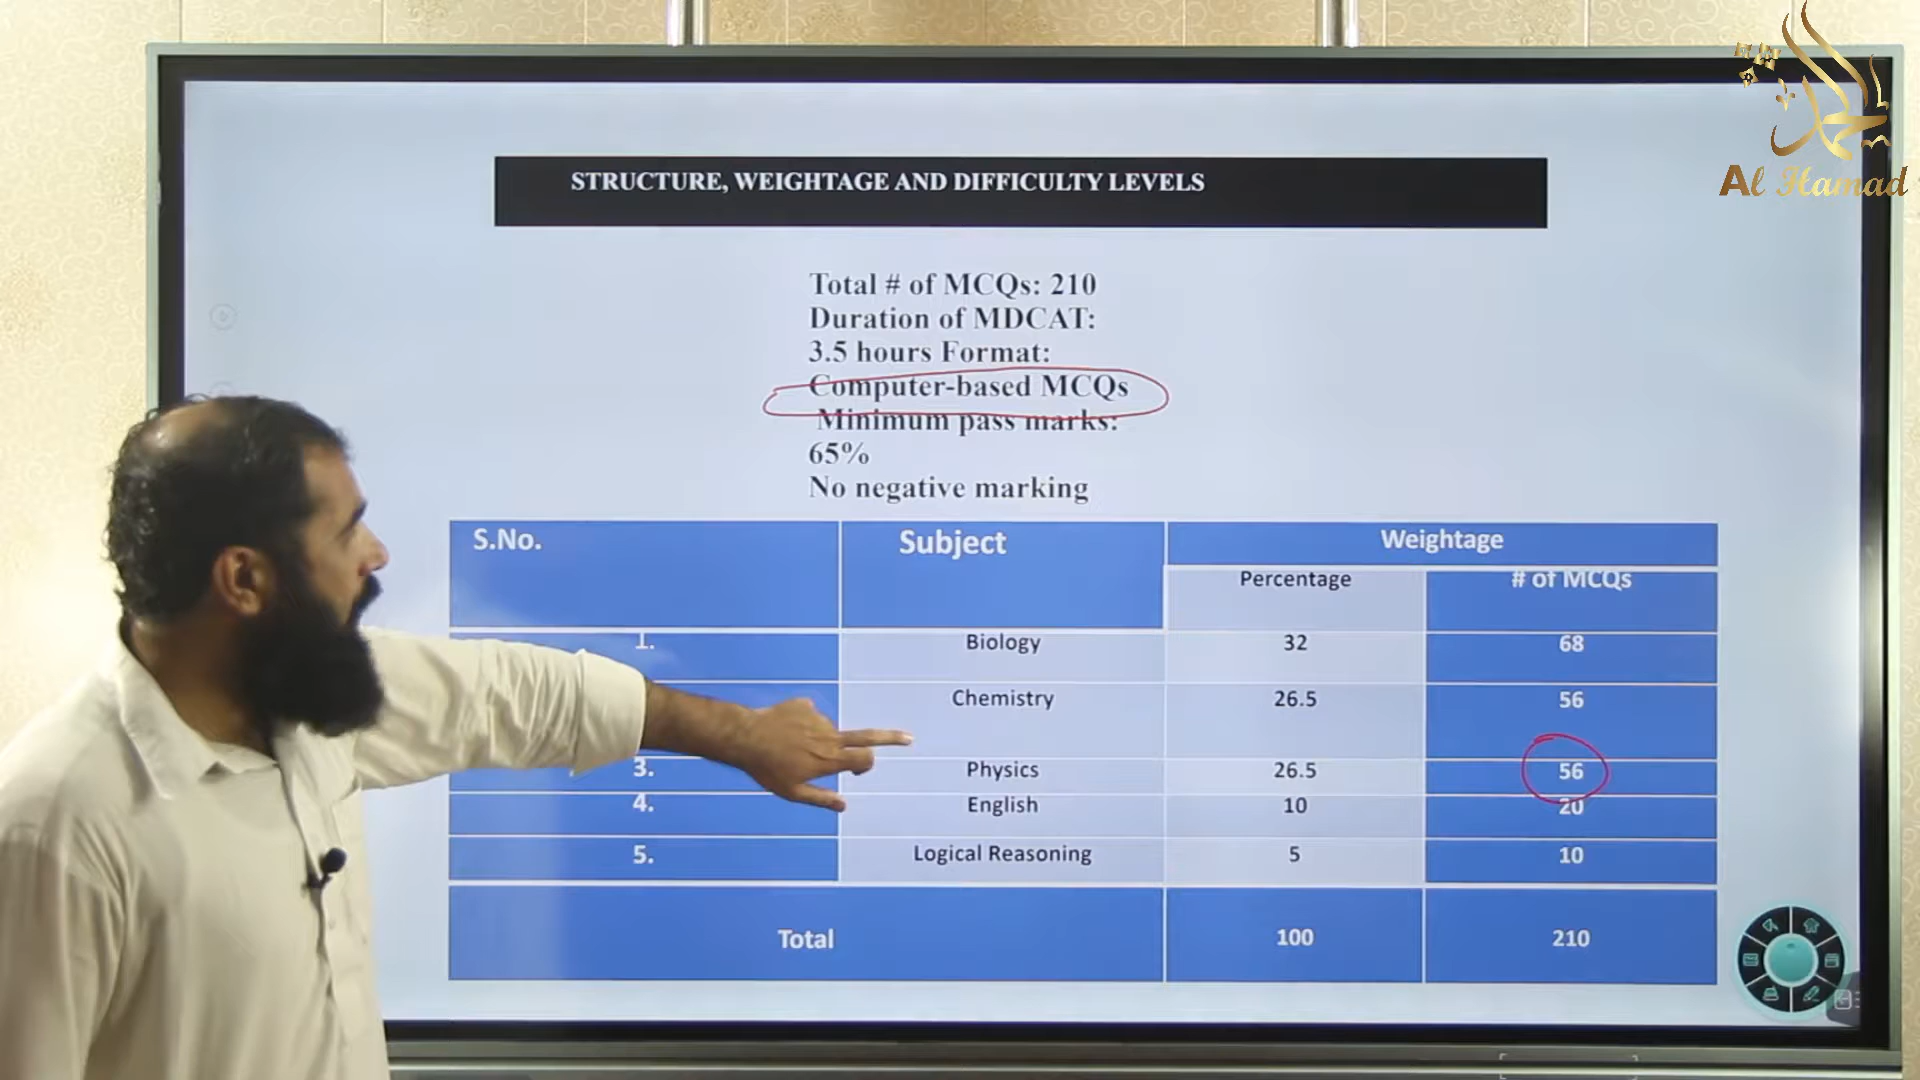 Al Hamad
STRUCTURE, WEIGHTAGE AND DIFFICULTY LEVELS
Total # of MCQs: 210
Duration of MDCAT:
3.5 hours Format:
Computer-based MCQs
Minimum pass marks:
65%
No negative marking
S.No. Subject Weightage
Percentage # of MCQs
1. Biology 32 68
Chemistry 26.5 56
3. Physics 26.5 56
4. English 10 20
5. Logical Reasoning 5 10
Total 100 210